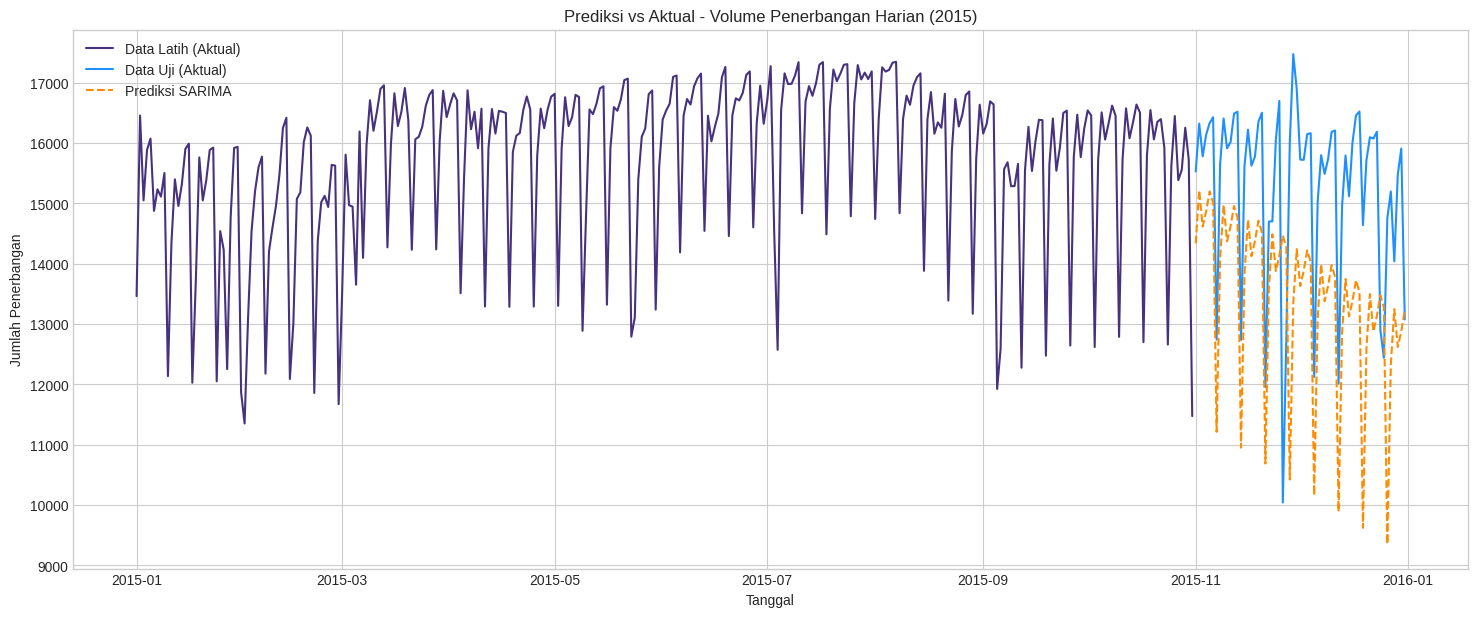 Prediksi vs Aktual - Volume Penerbangan Harian (2015)
Data Latih (Aktual)
Data Uji (Aktual)
Prediksi SARIMA
17000
16000
15000
14000
13000
12000
11000
10000
9000
Jumlah Penerbangan
2015-01
2015-03
2015-05
2015-07
2015-09
2015-11
2016-01
Tanggal